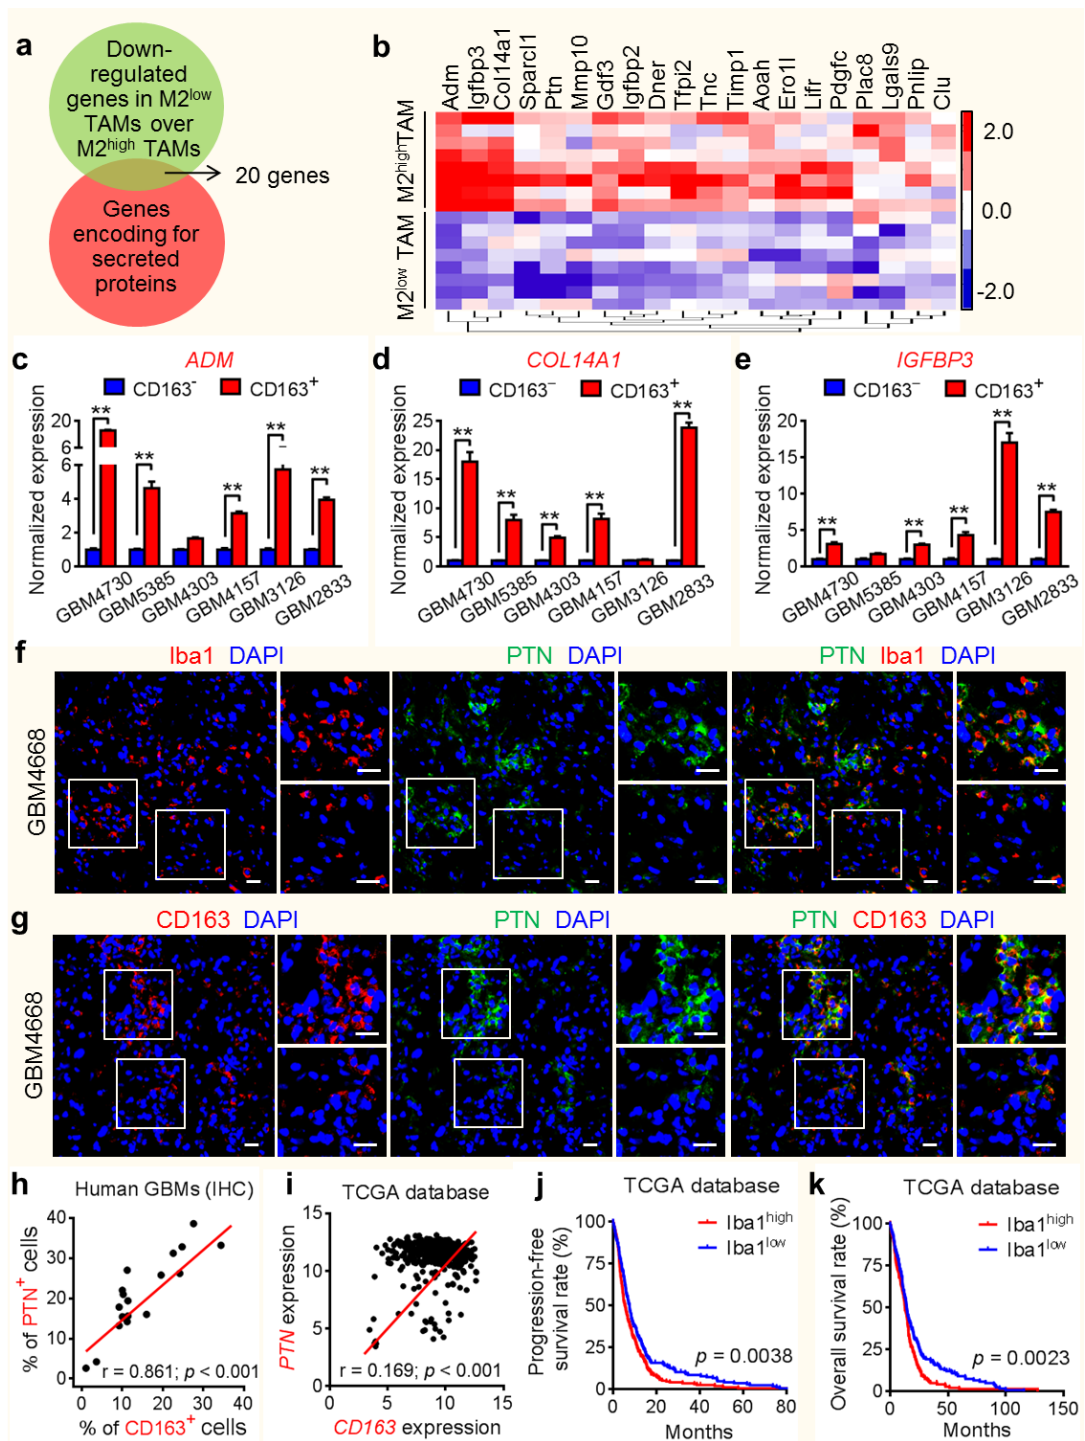 a
Down-
regulated
genes in M2low
TAMs over
M2high TAMs
20 genes
Genes
encoding for
secreted
proteins
b
Adm Igfbp3 Col14a1 Sparcl1 Ptn Mmp10 Gdf3 Igfbp2 Dner Tfpi2 Tnc Timp1 Aoah Ero1l Lifr Pdgfc Plac8 Lgals9 Pnlip Clu
M2high TAM
M2low TAM
2.0
0.0
-2.0
c
ADM
CD163- CD163+
Normalized expression
20
6
6
4
2
0
** ** ** ** **
GBM4730 GBM5385 GBM4303 GBM4157 GBM3126 GBM2833
d
COL14A1
CD163- CD163+
Normalized expression
25
20
15
10
5
0
** ** ** ** **
GBM4730 GBM5385 GBM4303 GBM4157 GBM3126 GBM2833
e
IGFBP3
CD163- CD163+
Normalized expression
20
15
10
5
0
** ** ** ** **
GBM4730 GBM5385 GBM4303 GBM4157 GBM3126 GBM2833
f
Iba1 DAPI
PTN DAPI
PTN Iba1 DAPI
GBM4668
g
CD163 DAPI
PTN DAPI
PTN CD163 DAPI
GBM4668
h
Human GBMs (IHC)
% of PTN+ cells
40
30
20
10
0
r = 0.861; p < 0.001
0 10 20 30 40
% of CD163+ cells
i
TCGA database
PTN expression
15
10
5
0
r = 0.169; p < 0.001
0 5 10 15
CD163 expression
j
TCGA database
Iba1high
Iba1low
Progression-free
survival rate (%)
100
75
50
25
0
p = 0.0038
0 20 40 60 80
Months
k
TCGA database
Iba1high
Iba1low
Overall survival rate (%)
100
75
50
25
0
p = 0.0023
0 50 100 150
Months